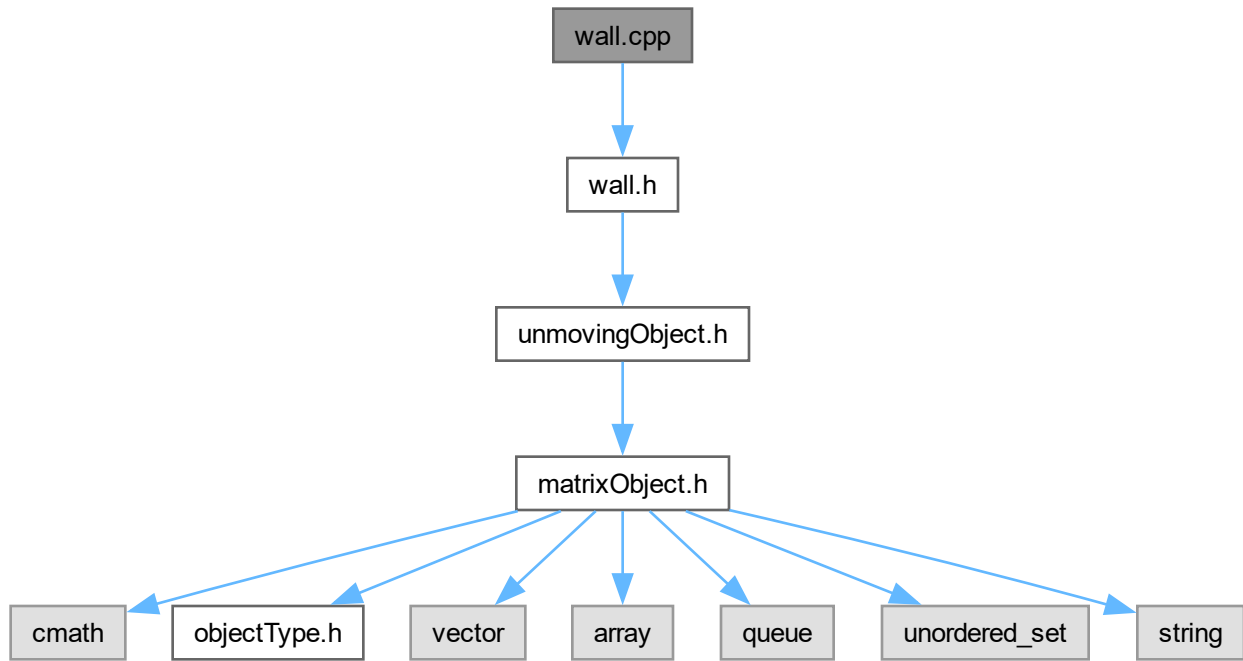 wall.cpp
wall.h
unmovingObject.h
matrixObject.h
cmath
objectType.h
vector
array
queue
unordered_set
string